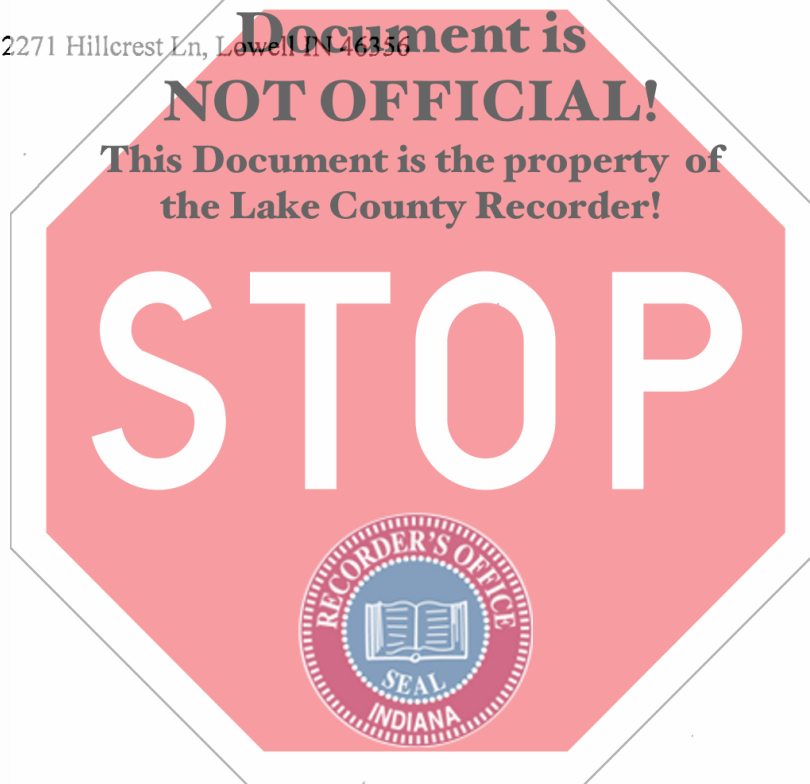 Document is
2271 Hillcrest Ln, Lowell IN 46356
NOT OFFICIAL!
This Document is the property of
the Lake County Recorder!
STOP
RECORDER'S OFFICE
SEAL
INDIANA